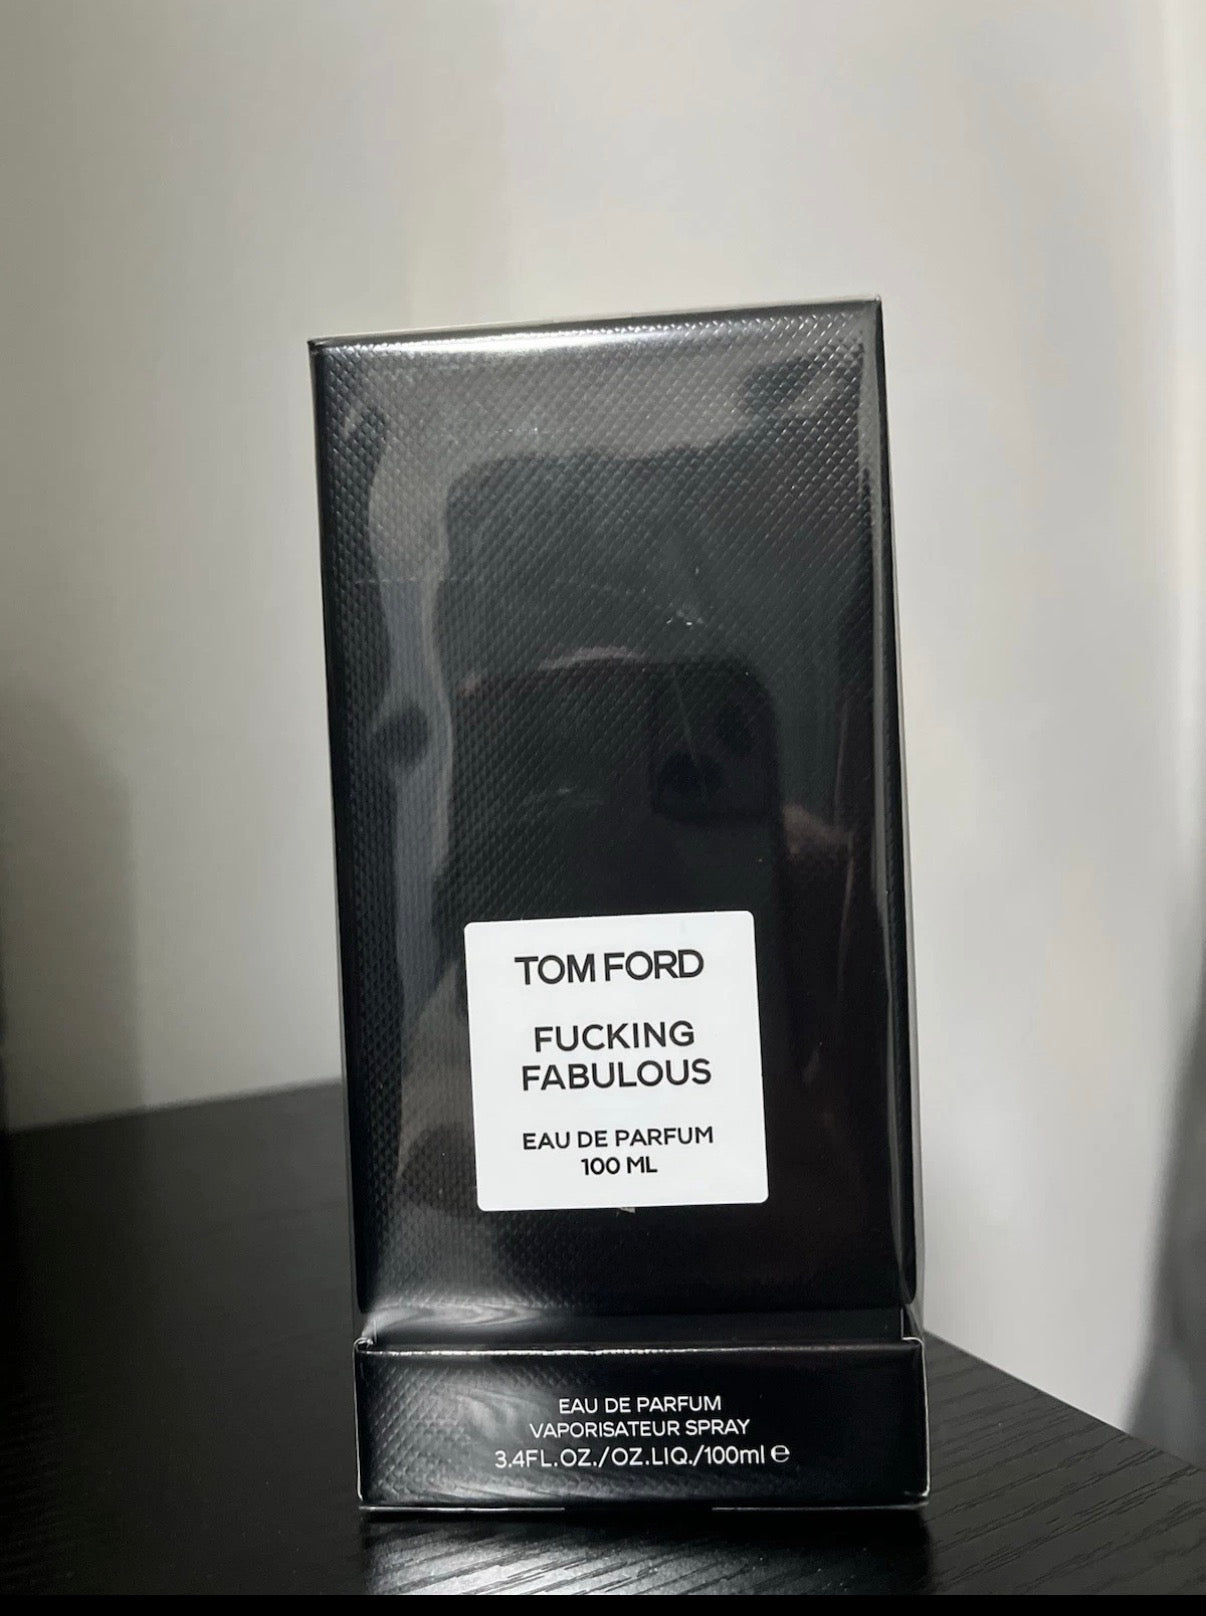 TOM FORD
FUCKING
FABULOUS
EAU DE PARFUM
100 ML
EAU DE PARFUM
VAPORISATEUR SPRAY
3.4FL.OZ./OZ.LIQ./100ml ℮